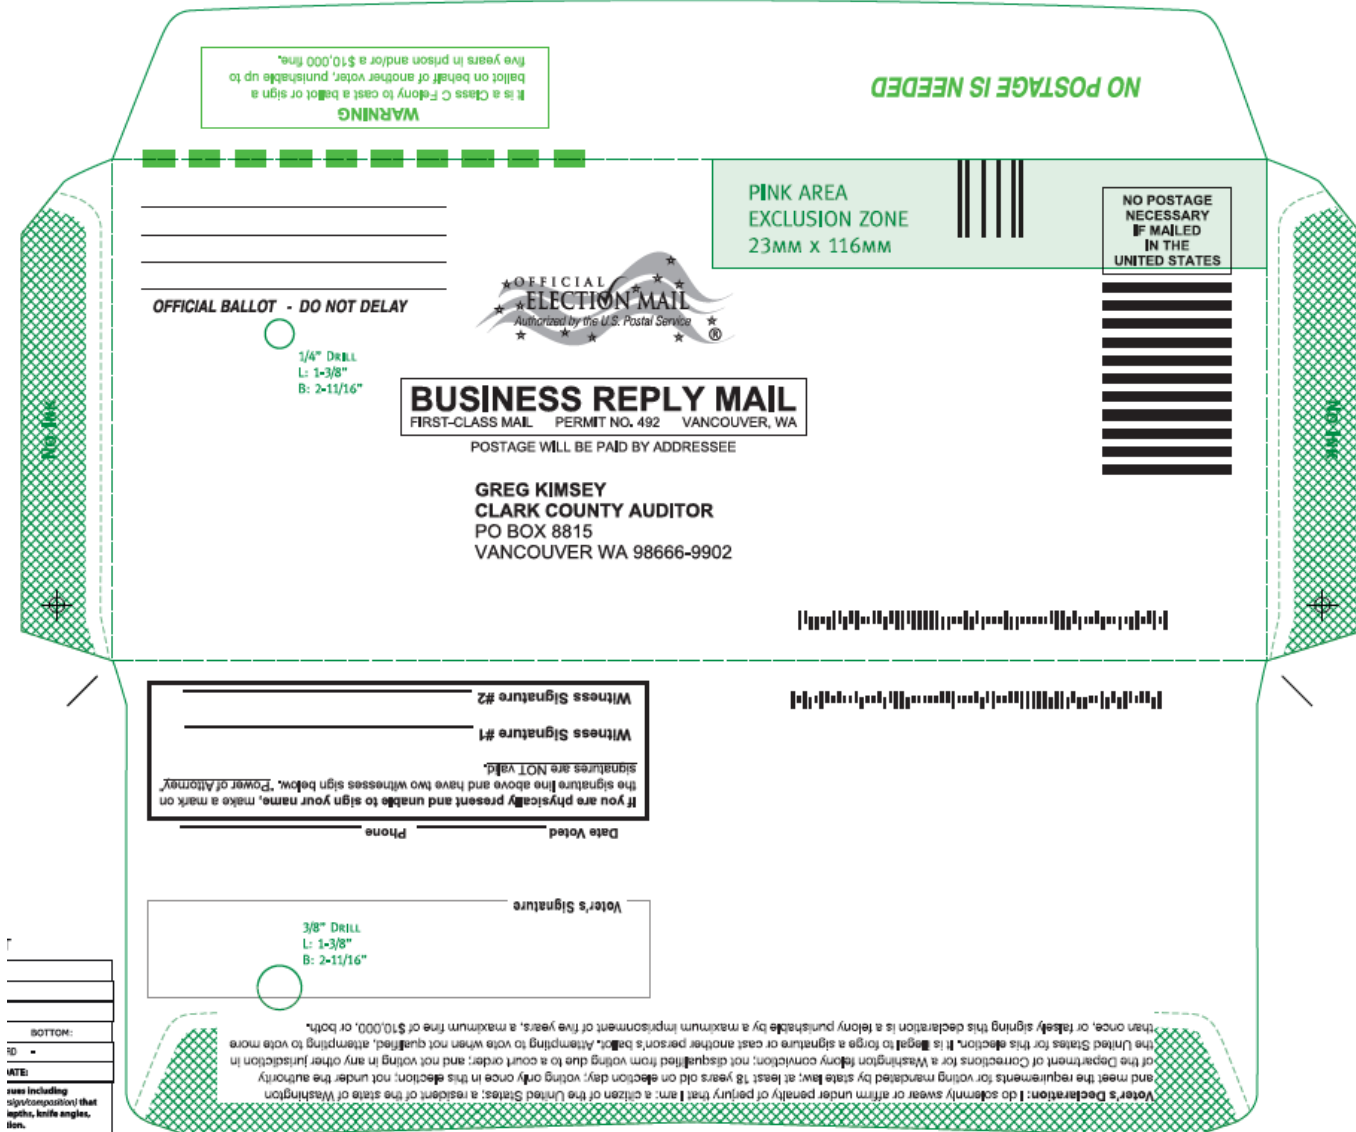 WARNING
It is a Class C Felony to cast a ballot or sign a
ballot on behalf of another voter, punishable up to
five years in prison and/or a $10,000 fine.
NO POSTAGE IS NEEDED
PINK AREA
EXCLUSION ZONE
23MM X 116MM
NO POSTAGE
NECESSARY
IF MAILED
IN THE
UNITED STATES
OFFICIAL BALLOT - DO NOT DELAY
1/4" DRILL
L: 1-3/8"
B: 2-11/16"
OFFICIAL
ELECTION MAIL
Authorized by the U.S. Postal Service
®
BUSINESS REPLY MAIL
FIRST-CLASS MAIL PERMIT NO. 492 VANCOUVER, WA
POSTAGE WILL BE PAID BY ADDRESSEE
GREG KIMSEY
CLARK COUNTY AUDITOR
PO BOX 8815
VANCOUVER WA 98666-9902
NO INK
NO INK
Voter's Declaration: I do solemnly swear or affirm under penalty of perjury that I am: a citizen of the United States; a resident of the state of Washington
and meet the requirements for voting mandated by state law; at least 18 years old on election day; voting only once in this election; not under the authority
of the Department of Corrections for a Washington felony conviction; not disqualified from voting due to a court order; and not voting in any other jurisdiction in
the United States for this election. It is illegal to forge a signature or cast another person's ballot. Attempting to vote when not qualified, attempting to vote more
than once, or falsely signing this declaration is a felony punishable by a maximum imprisonment of five years, a maximum fine of $10,000, or both.
3/8" DRILL
L: 1-3/8"
B: 2-11/16"
Voter's Signature
Date Voted Phone
If you are physically present and unable to sign your name, make a mark on
the signature line above and have two witnesses sign below. "Power of Attorney"
signatures are NOT valid.
Witness Signature #1
Witness Signature #2
BOTTOM:
-
ATE:
sues including
sign/composition) that
depths, knife angles,
tion.